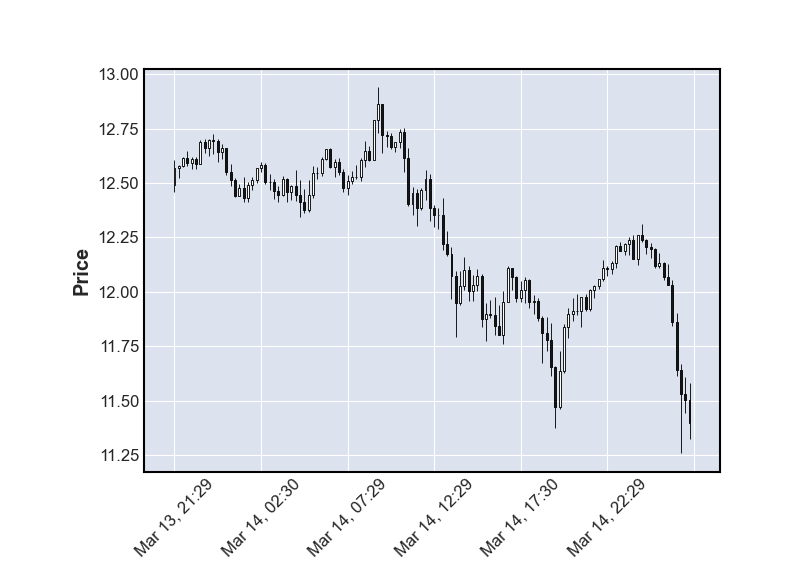 13.00
12.75
12.50
12.25
12.00
11.75
11.50
11.25
Price
Mar 13, 21:29
Mar 14, 02:30
Mar 14, 07:29
Mar 14, 12:29
Mar 14, 17:30
Mar 14, 22:29